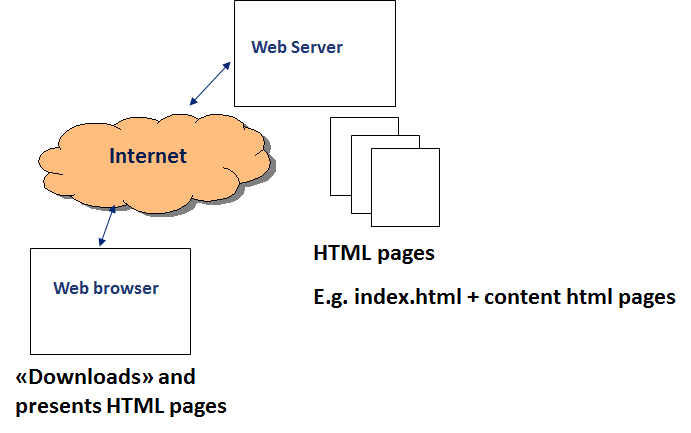 Web Server
Internet
HTML pages
E.g. index.html + content html pages
Web browser
«Downloads» and
presents HTML pages